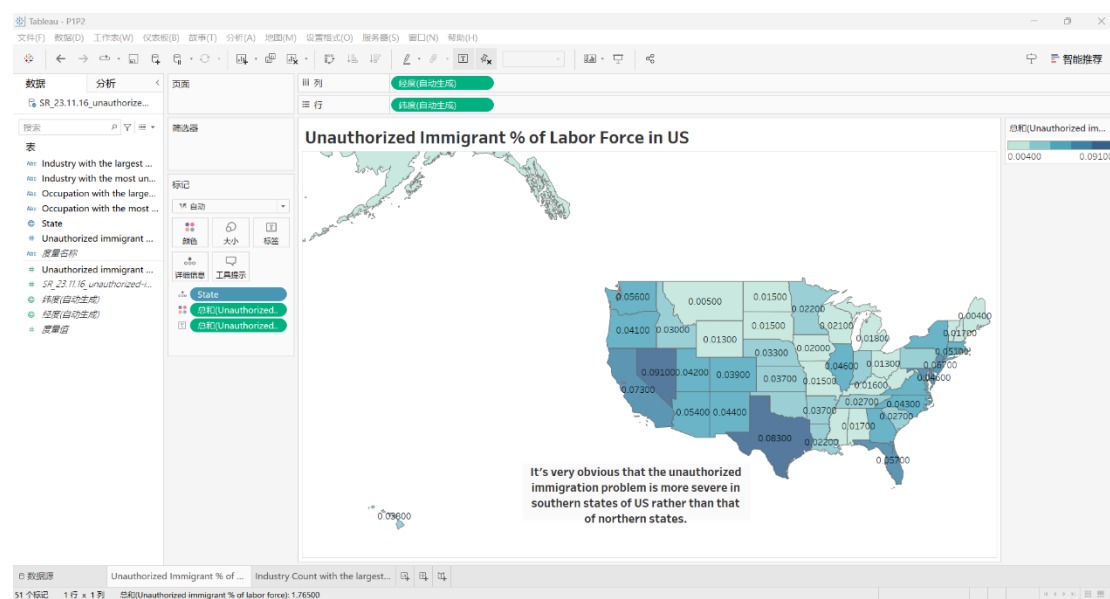 Tableau - P1P2
文件(F) 数据(D) 工作表(W) 仪表板(B) 故事(T) 分析(A) 地图(M) 设置格式(O) 服务器(S) 窗口(N) 帮助(H)
智能推荐
数据 分析
页面
列 经度(自动生成)
SR_23.11.16_unauthorize...
行 纬度(自动生成)
搜索
筛选器
Unauthorized Immigrant % of Labor Force in US
总和(Unauthorized im...
0.00400 0.09100
表
Abc Industry with the largest ...
Abc Industry with the most un...
Abc Occupation with the large...
Abc Occupation with the most ...
State
Unauthorized immigrant ...
Abc 度量名称
Unauthorized immigrant ...
SR_23.11.16_unauthorized-i...
纬度(自动生成)
经度(自动生成)
度量值
标记
自动
颜色 大小 标签
详细信息 工具提示
State
总和(Unauthorized..
总和(Unauthorized..
0.05600 0.00500 0.01500 0.02200 0.00400
0.04100 0.03000 0.01300 0.01500 0.02100 0.01800 0.01700
0.02000 0.03300 0.05300
0.09100 0.04200 0.03900 0.03700 0.01500 0.04600 0.01300 0.06700
0.07300 0.01600 0.04600
0.05400 0.04400 0.03700 0.02700 0.04300
0.02700
0.08300 0.02200 0.01700
0.05700
It's very obvious that the unauthorized
immigration problem is more severe in
southern states of US rather than that
of northern states.
0.03800
数据源 Unauthorized Immigrant % of ... Industry Count with the largest...
51 个标记 1 行 x 1 列 总和(Unauthorized immigrant % of labor force): 1.76500